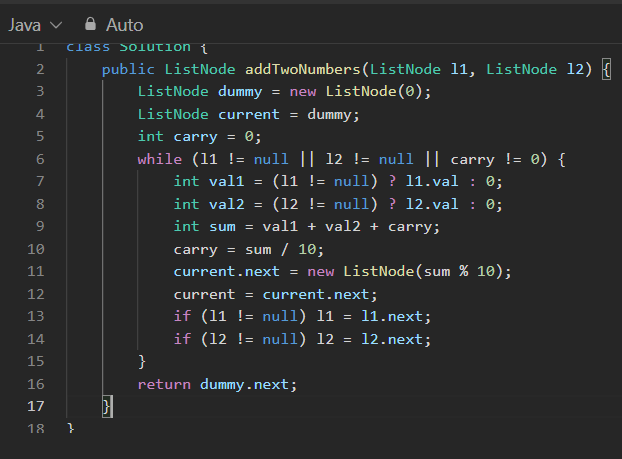 Java Auto
1 class Solution {
2 public ListNode addTwoNumbers(ListNode l1, ListNode l2) {
3 ListNode dummy = new ListNode(0);
4 ListNode current = dummy;
5 int carry = 0;
6 while (l1 != null || l2 != null || carry != 0) {
7 int val1 = (l1 != null) ? l1.val : 0;
8 int val2 = (l2 != null) ? l2.val : 0;
9 int sum = val1 + val2 + carry;
10 carry = sum / 10;
11 current.next = new ListNode(sum % 10);
12 current = current.next;
13 if (l1 != null) l1 = l1.next;
14 if (l2 != null) l2 = l2.next;
15 }
16 return dummy.next;
17 }
18 }